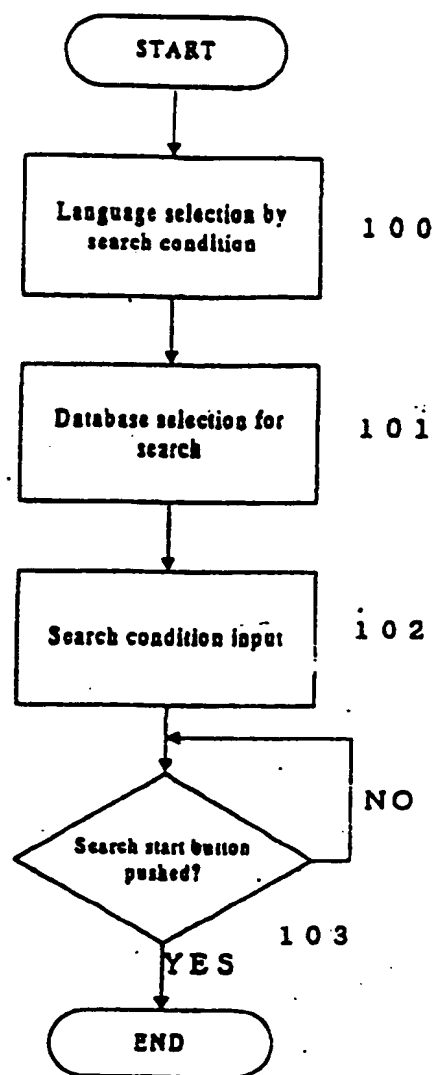 START
Language selection by
search condition
100
Database selection for
search
101
Search condition input
102
NO
Search start button
pushed?
103
YES
END